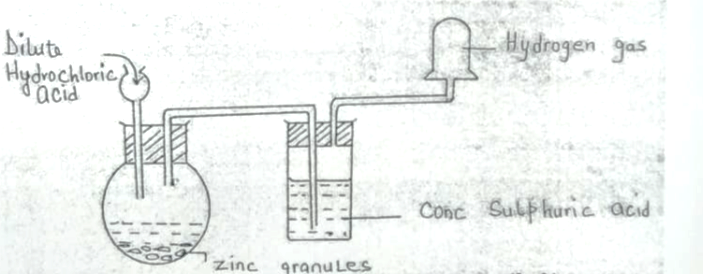 Dilute
Hydrochloric
acid
Hydrogen gas
Conc Sulphuric acid
zinc granules